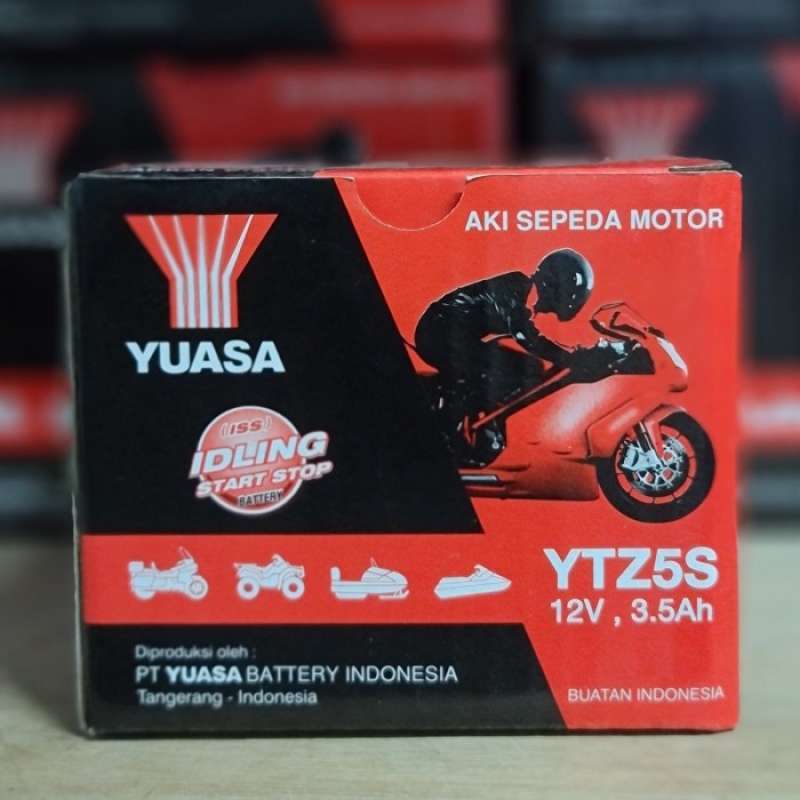 AKI SEPEDA MOTOR
YUASA
((ISS))
IDLING
START STOP
BATTERY
YTZ5S
12V , 3.5Ah
Diproduksi oleh :
PT YUASA BATTERY INDONESIA
Tangerang - Indonesia
BUATAN INDONESIA